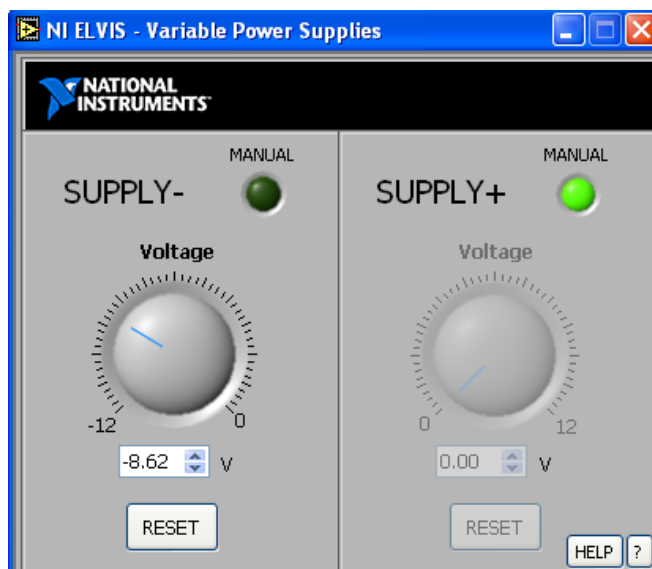 NI ELVIS - Variable Power Supplies
NATIONAL
INSTRUMENTS™
MANUAL
SUPPLY-
Voltage
-12
0
-8.62 V
RESET
MANUAL
SUPPLY+
Voltage
0
12
0.00 V
RESET
HELP ?